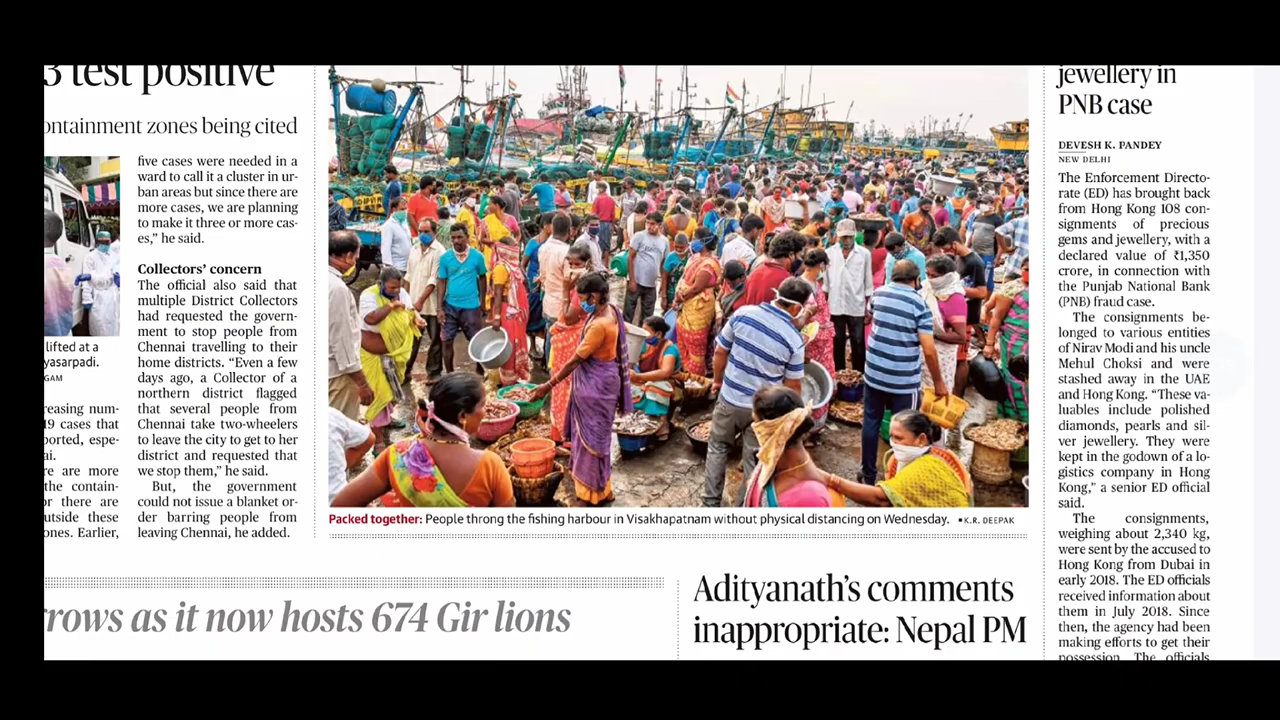 3 test positive
ontainment zones being cited
lifted at a
yasarpadi.
GAM
reasing num-
19 cases that
ported, espe-
ai.
re are more
the contain-
or there are
utside these
ones. Earlier,
five cases were needed in a
ward to call it a cluster in ur-
ban areas but since there are
more cases, we are planning
to make it three or more cas-
es,” he said.
Collectors’ concern
The official also said that
multiple District Collectors
had requested the govern-
ment to stop people from
Chennai travelling to their
home districts. “Even a few
days ago, a Collector of a
northern district flagged
that several people from
Chennai take two-wheelers
to leave the city to get to her
district and requested that
we stop them,” he said.
But, the government
could not issue a blanket or-
der barring people from
leaving Chennai, he added.
Packed together: People throng the fishing harbour in Visakhapatnam without physical distancing on Wednesday. •K.R. DEEPAK
rrows as it now hosts 674 Gir lions
Adityanath’s comments
inappropriate: Nepal PM
jewellery in
PNB case
DEVESH K. PANDEY
NEW DELHI
The Enforcement Directo-
rate (ED) has brought back
from Hong Kong 108 con-
signments of precious
gems and jewellery, with a
declared value of ₹1,350
crore, in connection with
the Punjab National Bank
(PNB) fraud case.
The consignments be-
longed to various entities
of Nirav Modi and his uncle
Mehul Choksi and were
stashed away in the UAE
and Hong Kong. “These va-
luables include polished
diamonds, pearls and sil-
ver jewellery. They were
kept in the godown of a lo-
gistics company in Hong
Kong,” a senior ED official
said.
The consignments,
weighing about 2,340 kg,
were sent by the accused to
Hong Kong from Dubai in
early 2018. The ED officials
received information about
them in July 2018. Since
then, the agency had been
making efforts to get their
possession. The officials